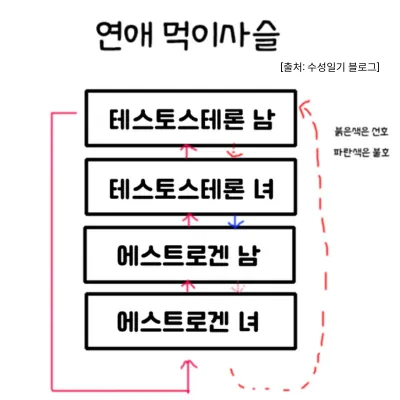 연애 먹이사슬
[출처: 수성일기 블로그]
테스토스테론 남
붉은색은 선호
파란색은 불호
테스토스테론 녀
에스트로겐 남
에스트로겐 녀